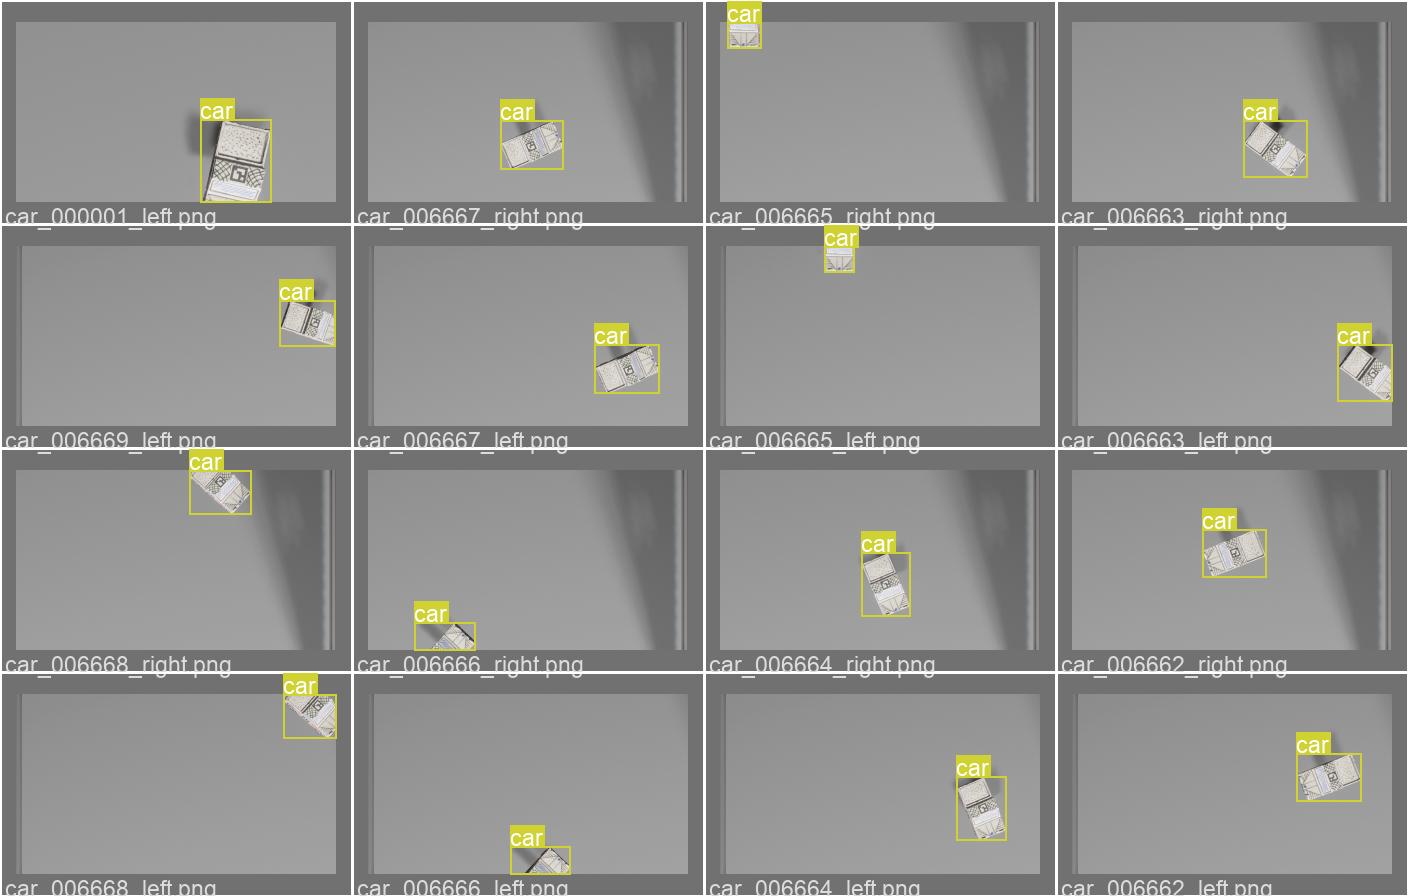 car
car
car
car
car_000001_left.png
car_006667_right.png
car_006665_right.png
car_006663_right.png
car
car
car
car
car_006669_left.png
car_006667_left.png
car_006665_left.png
car_006663_left.png
car
car
car
car
car_006668_right.png
car_006666_right.png
car_006664_right.png
car_006662_right.png
car
car
car
car
car_006668_left.png
car_006666_left.png
car_006664_left.png
car_006662_left.png